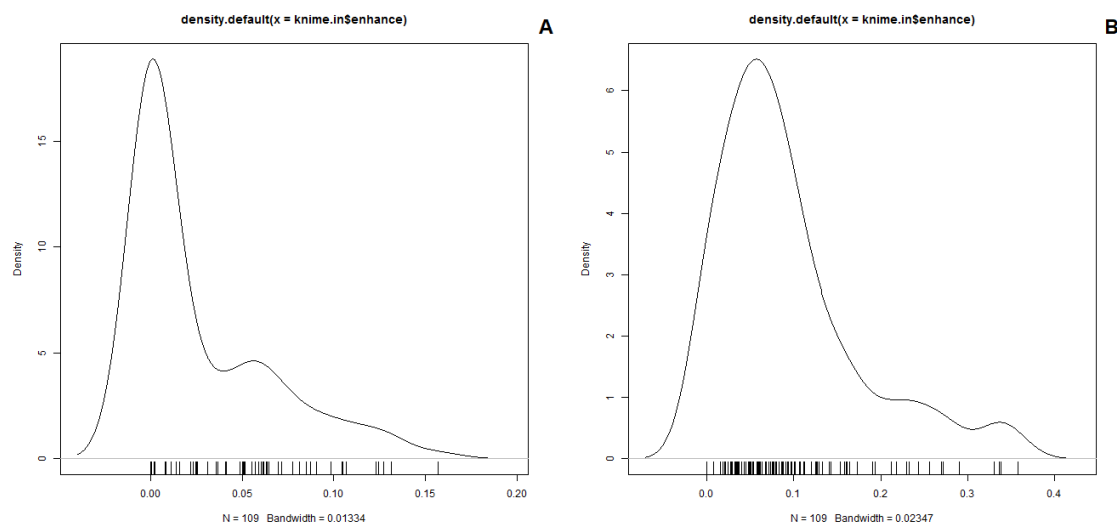 density.default(x = knime.in$enhance)
A
Density
0
5
10
15
0.00
0.05
0.10
0.15
0.20
N = 109 Bandwidth = 0.01334
density.default(x = knime.in$enhance)
B
Density
0
1
2
3
4
5
6
0.0
0.1
0.2
0.3
0.4
N = 109 Bandwidth = 0.02347